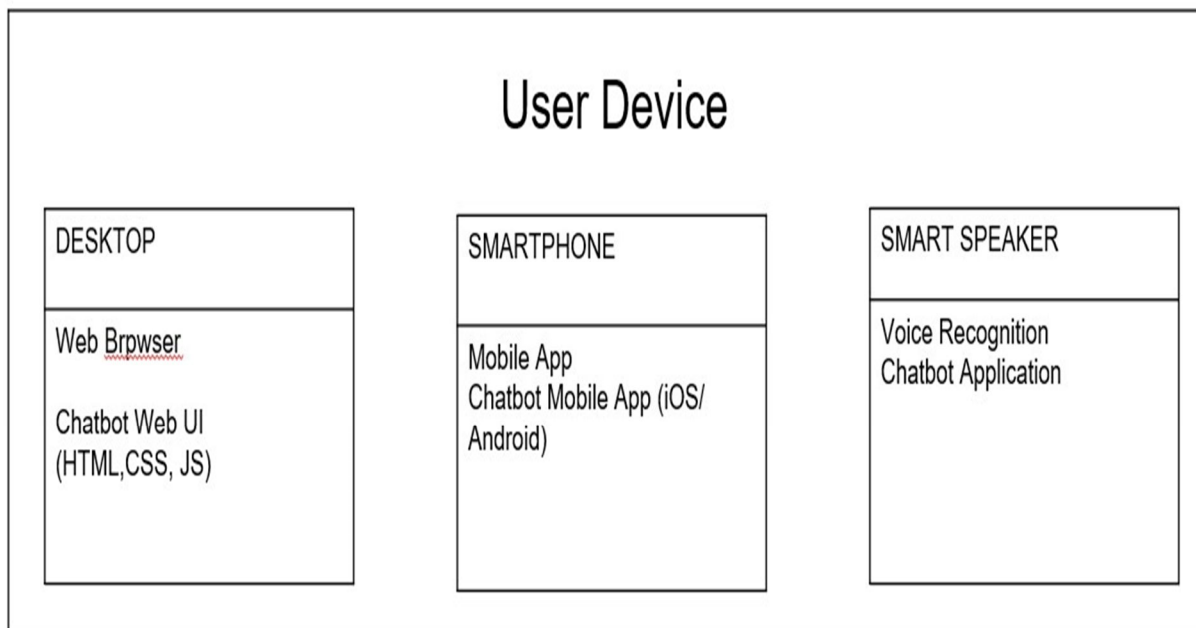 User Device
DESKTOP
Web Brpwser
Chatbot Web UI
(HTML,CSS, JS)
SMARTPHONE
Mobile App
Chatbot Mobile App (iOS/
Android)
SMART SPEAKER
Voice Recognition
Chatbot Application